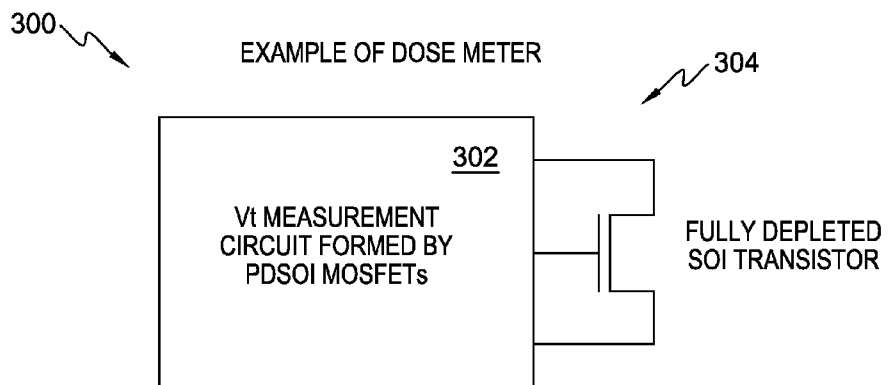 300
EXAMPLE OF DOSE METER
304
302
Vt MEASUREMENT
CIRCUIT FORMED BY
PDSOI MOSFETs
FULLY DEPLETED
SOI TRANSISTOR